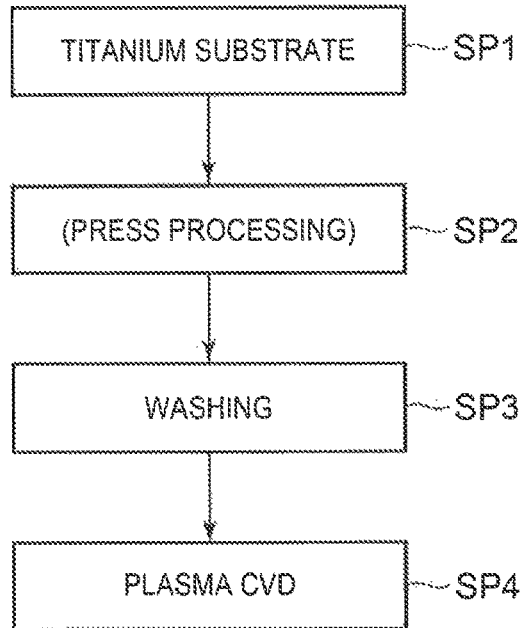 TITANIUM SUBSTRATE SP1
(PRESS PROCESSING) SP2
WASHING SP3
PLASMA CVD SP4